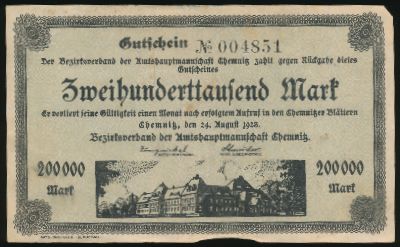 Gutschein № 004851
Der Bezirksverband der Amtshauptmannschaft Chemnitz zahlt gegen Rückgabe dieses
Gutscheines
Zweihunderttausend Mark
Er verliert seine Gültigkeit einen Monat nach erfolgtem Aufruf in den Chemnitzer Blättern
Chemnitz, den 24. August 1923.
Bezirksverband der Amtshauptmannschaft Chemnitz.
200000 200000
Mark Mark